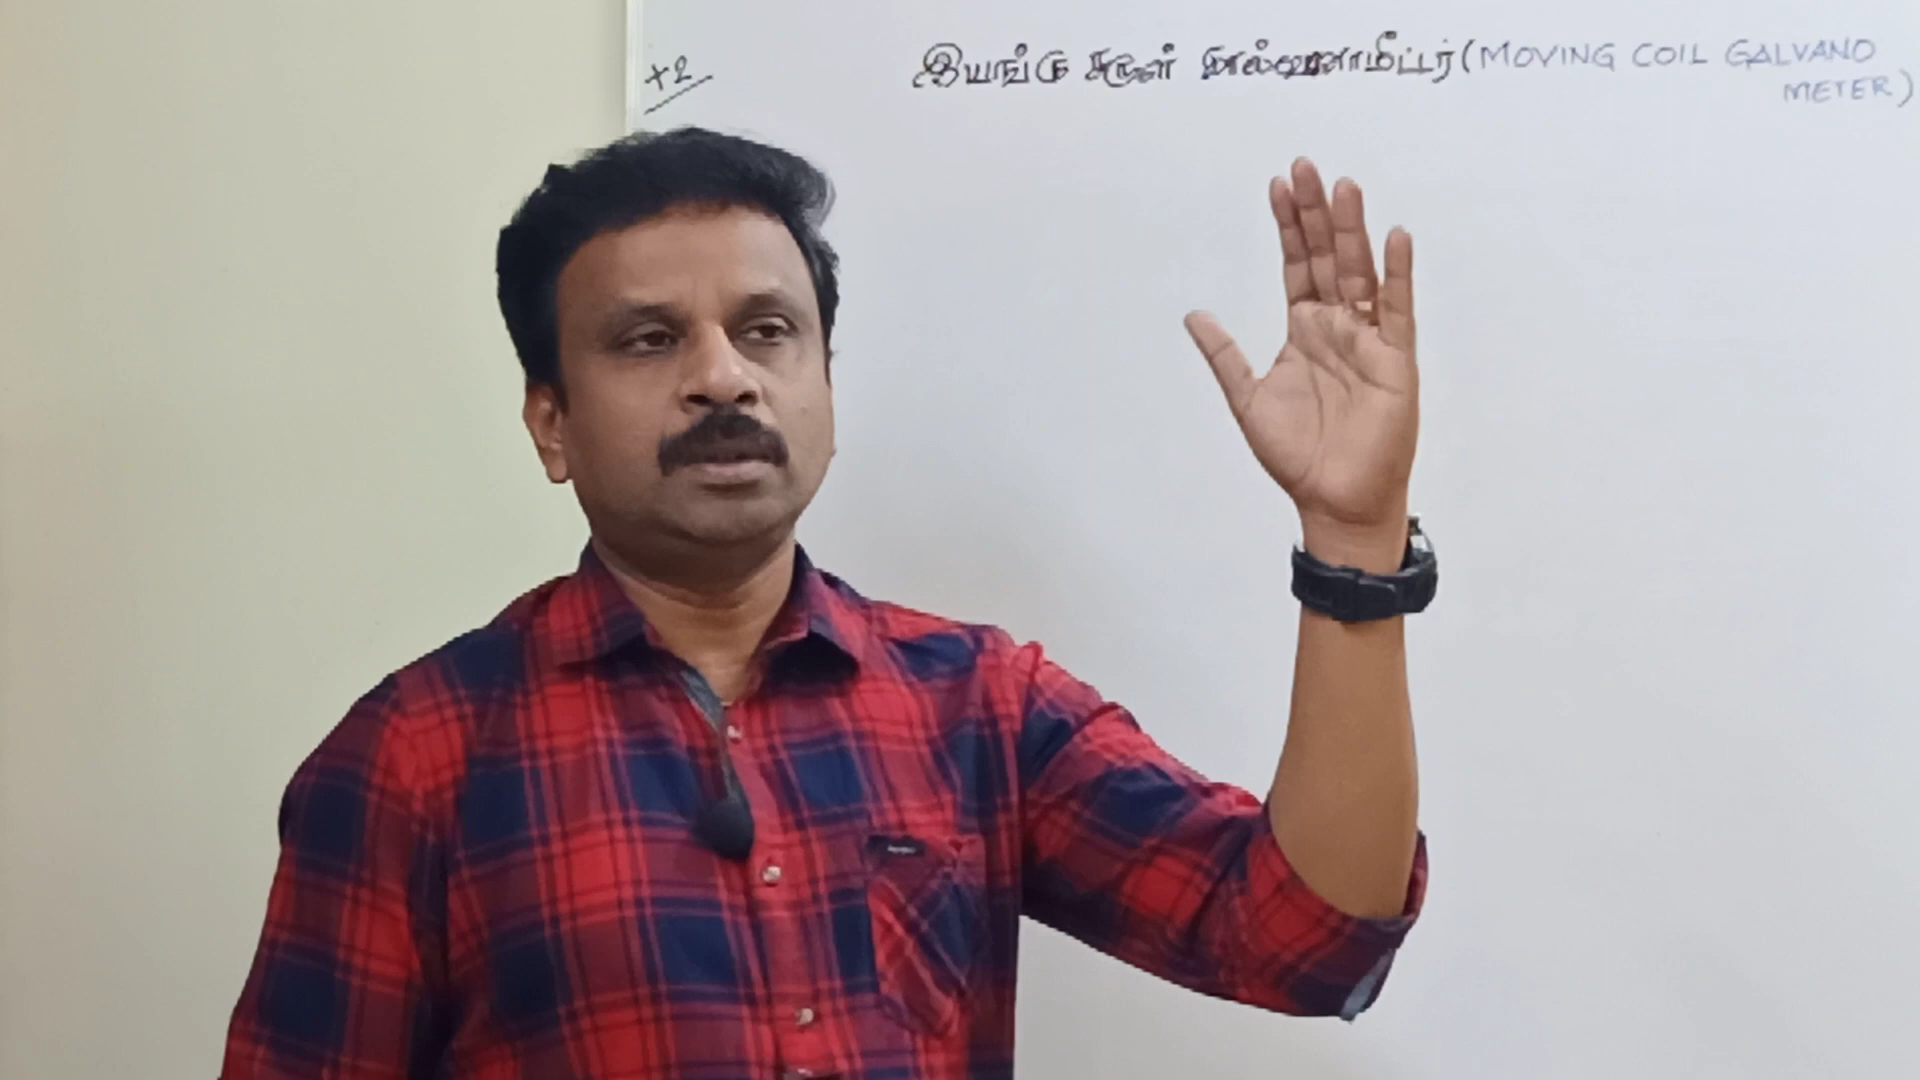 +2
இயங்கு சுருள் கால்வனாமீட்டர் (MOVING COIL GALVANO
METER)